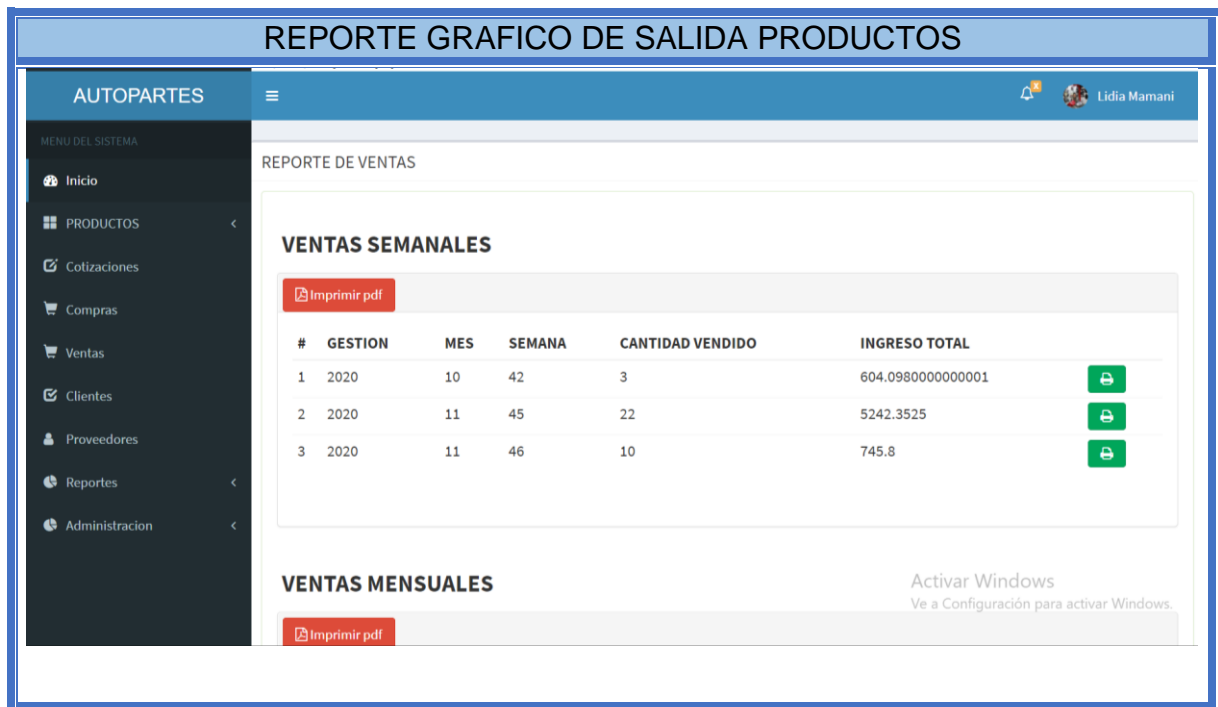 REPORTE GRAFICO DE SALIDA PRODUCTOS
AUTOPARTES
Lidia Mamani
MENU DEL SISTEMA
Inicio
PRODUCTOS
Cotizaciones
Compras
Ventas
Clientes
Proveedores
Reportes
Administracion
REPORTE DE VENTAS
VENTAS SEMANALES
Imprimir pdf
# GESTION MES SEMANA CANTIDAD VENDIDO INGRESO TOTAL
1 2020 10 42 3 604.0980000000001
2 2020 11 45 22 5242.3525
3 2020 11 46 10 745.8
VENTAS MENSUALES
Imprimir pdf
Activar Windows
Ve a Configuración para activar Windows.